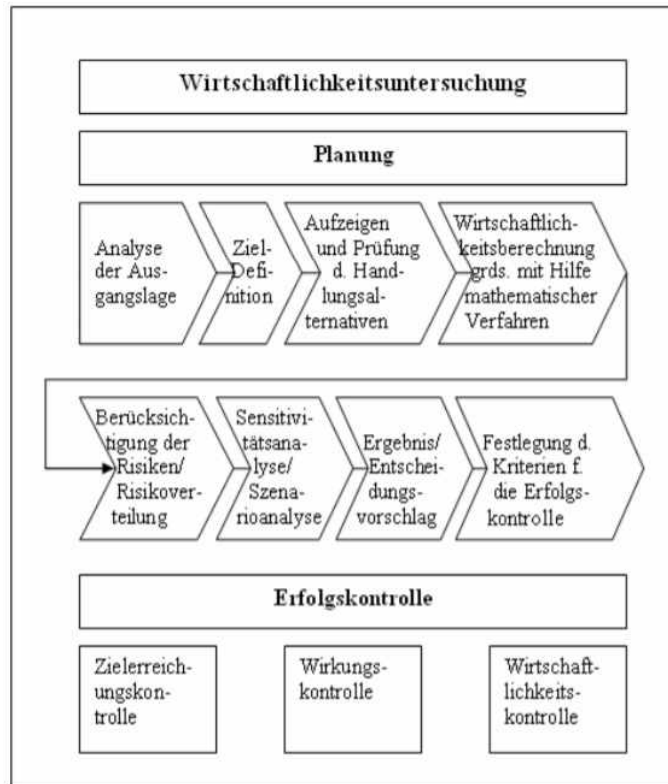 Wirtschaftlichkeitsuntersuchung
Planung
Analyse
der Aus-
gangslage
Ziel-
Defi-
nition
Aufzeigen
und Prüfung
d. Hand-
lungsal-
ternativen
Wirtschaftlich-
keitsberechnung
grds. mit Hilfe
mathematischer
Verfahren
Berücksich-
tigung der
Risiken/
Risikover-
teilung
Sensitivi-
tätsana-
lyse/
Szena-
rioanalyse
Ergebnis/
Entschei-
dungs-
vorschlag
Festlegung d.
Kriterien f.
die Erfolgs-
kontrolle
Erfolgskontrolle
Zielerreich-
ungskon-
trolle
Wirkungs-
kontrolle
Wirtschaft-
lichkeits-
kontrolle